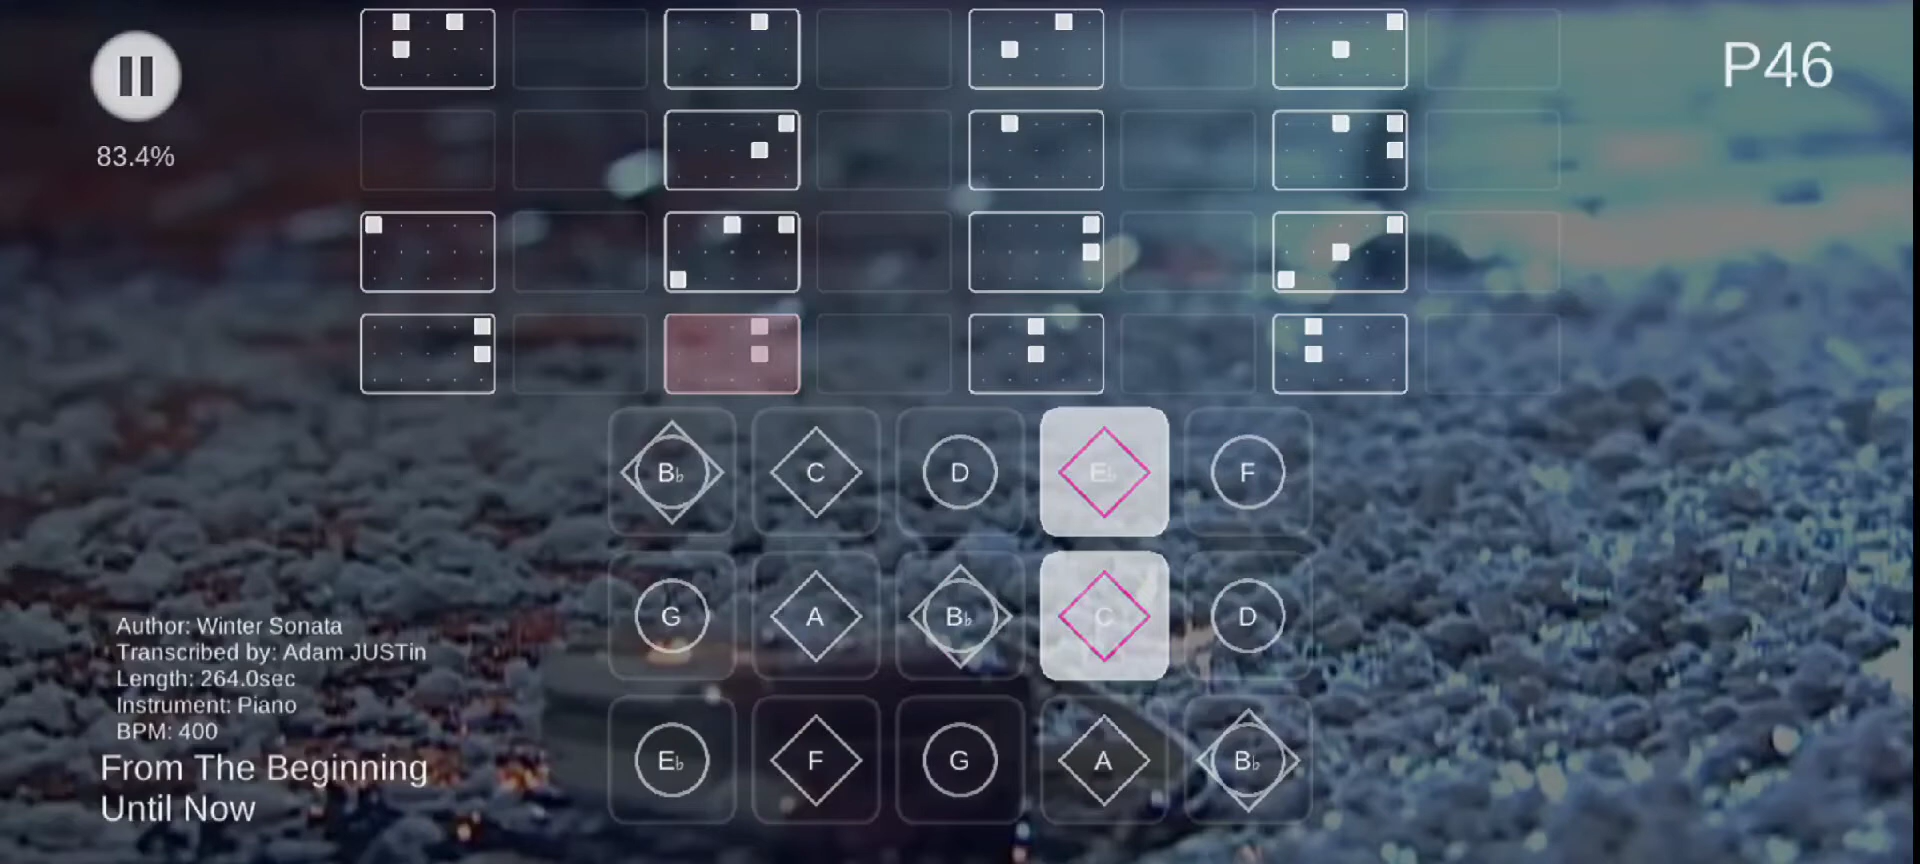 P46
83.4%
B♭ C D E♭ F
G A B♭ C D
E♭ F G A B♭
Author: Winter Sonata
Transcribed by: Adam JUSTin
Length: 264.0sec
Instrument: Piano
BPM: 400
From The Beginning
Until Now